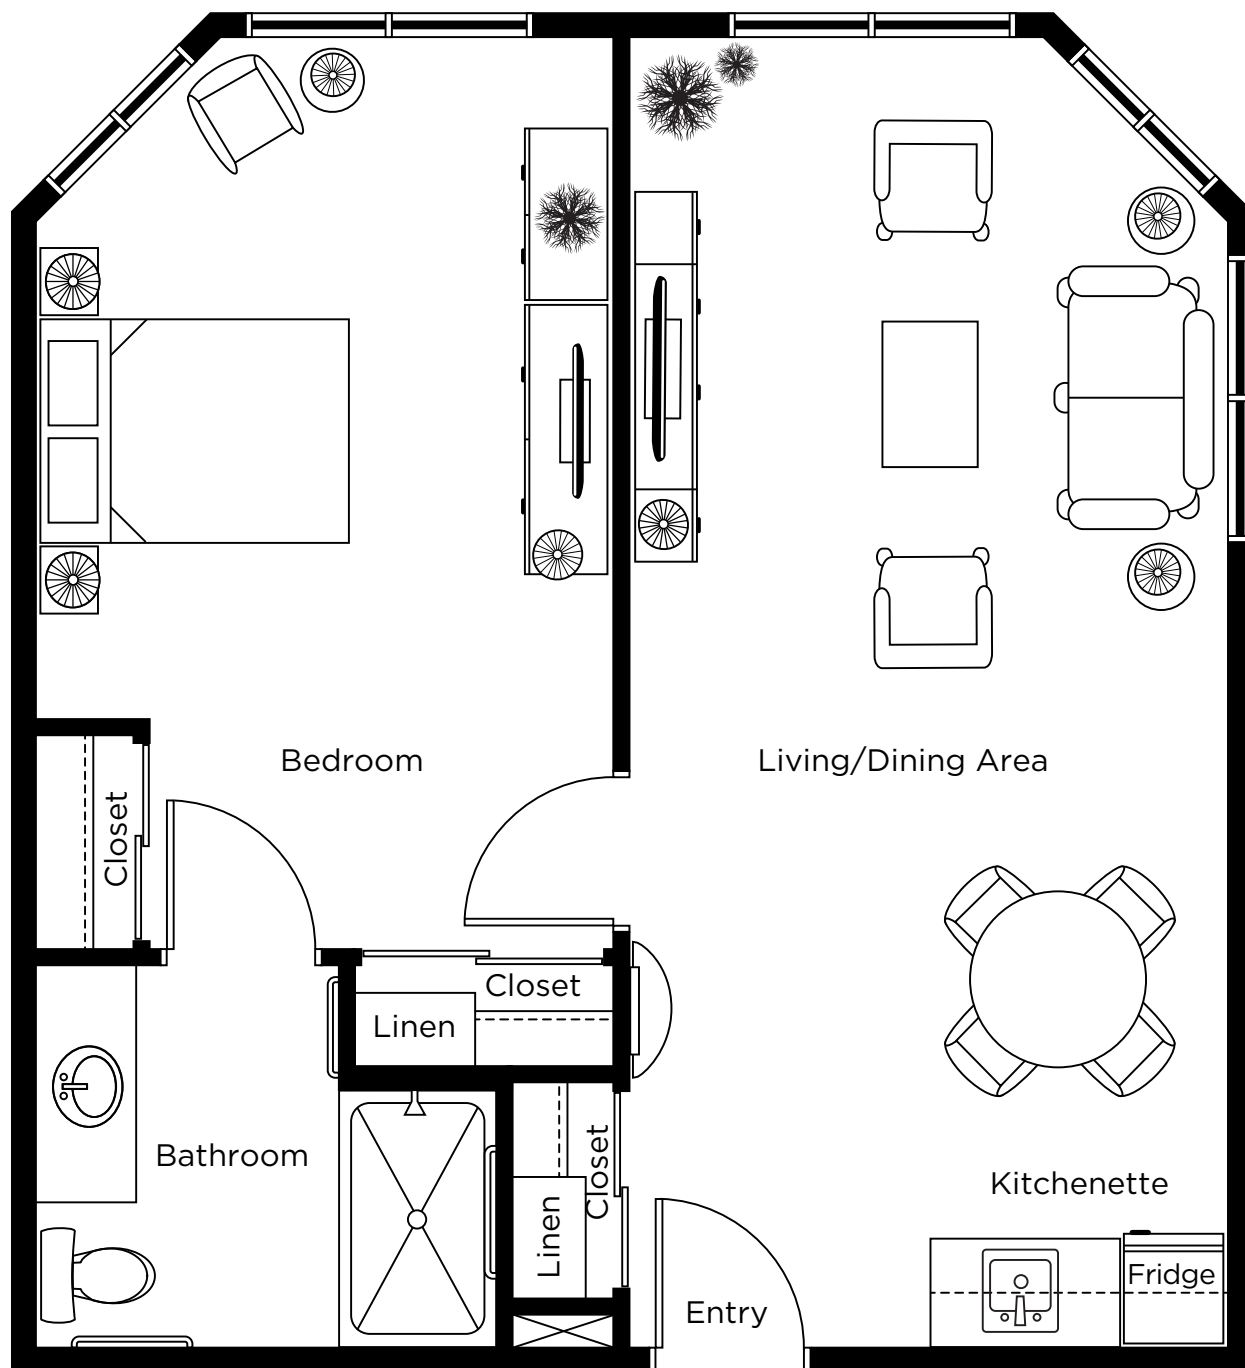 Bedroom
Living/Dining Area
Closet
Closet
Linen
Bathroom
Closet
Linen
Kitchenette
Fridge
Entry